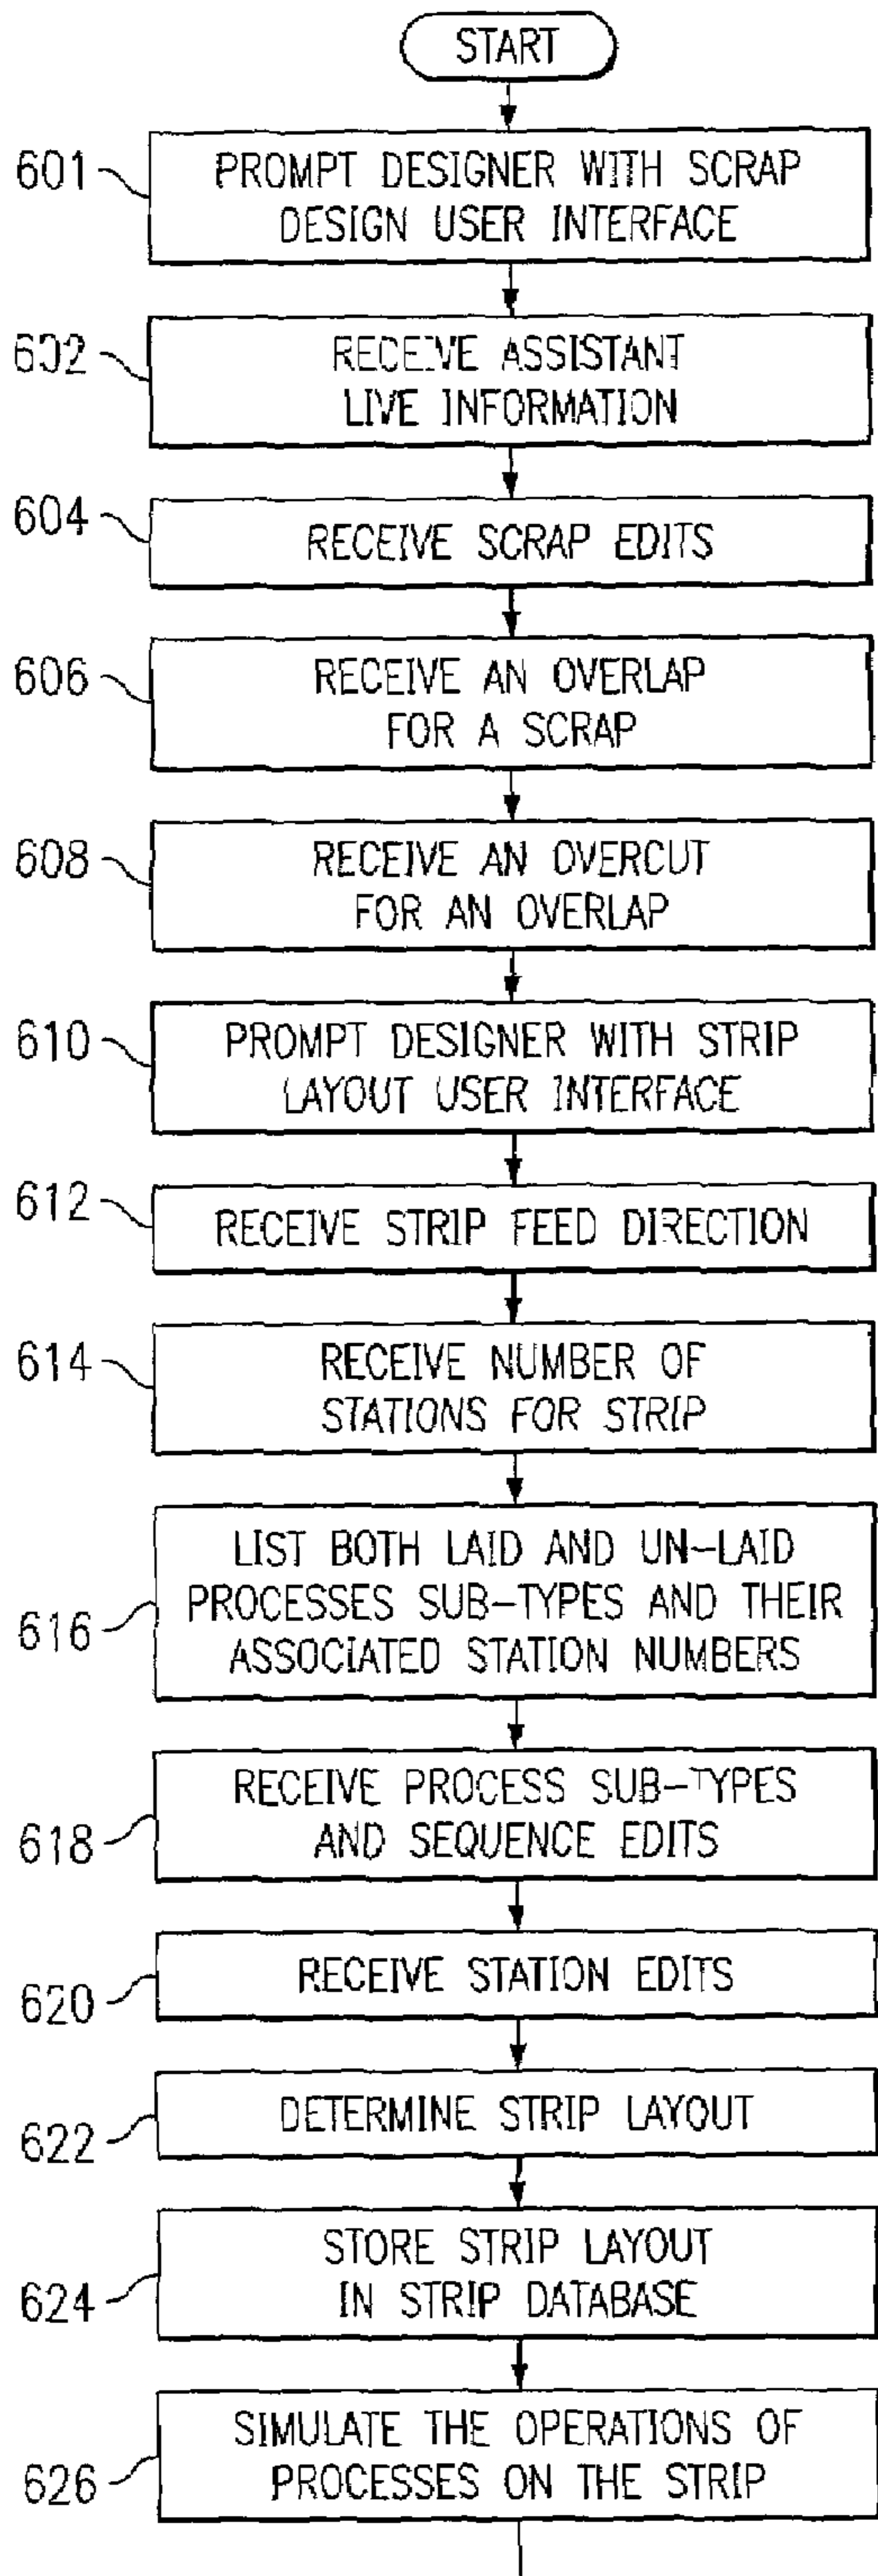 START
601
PROMPT DESIGNER WITH SCRAP
DESIGN USER INTERFACE
602
RECEIVE ASSISTANT
LIVE INFORMATION
604
RECEIVE SCRAP EDITS
606
RECEIVE AN OVERLAP
FOR A SCRAP
608
RECEIVE AN OVERCUT
FOR AN OVERLAP
610
PROMPT DESIGNER WITH STRIP
LAYOUT USER INTERFACE
612
RECEIVE STRIP FEED DIRECTION
614
RECEIVE NUMBER OF
STATIONS FOR STRIP
616
LIST BOTH LAID AND UN-LAID
PROCESSES SUB-TYPES AND THEIR
ASSOCIATED STATION NUMBERS
618
RECEIVE PROCESS SUB-TYPES
AND SEQUENCE EDITS
620
RECEIVE STATION EDITS
622
DETERMINE STRIP LAYOUT
624
STORE STRIP LAYOUT
IN STRIP DATABASE
626
SIMULATE THE OPERATIONS OF
PROCESSES ON THE STRIP